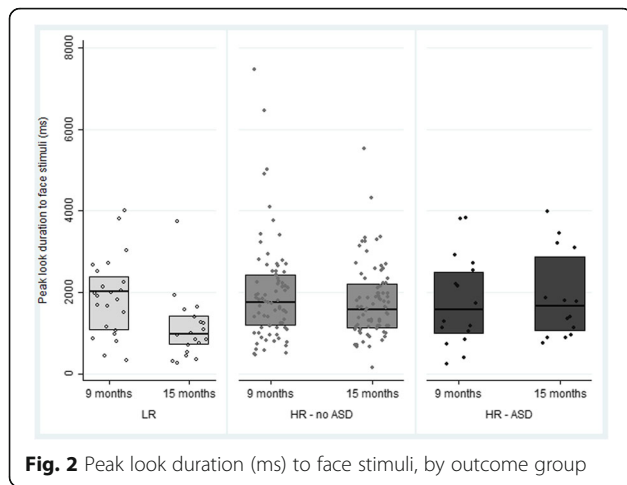 8000
6000
4000
2000
0
Peak look duration (ms) to face stimuli (ms)
9 months 15 months 9 months 15 months 9 months 15 months
LR HR - no ASD HR - ASD
Fig. 2 Peak look duration (ms) to face stimuli, by outcome group